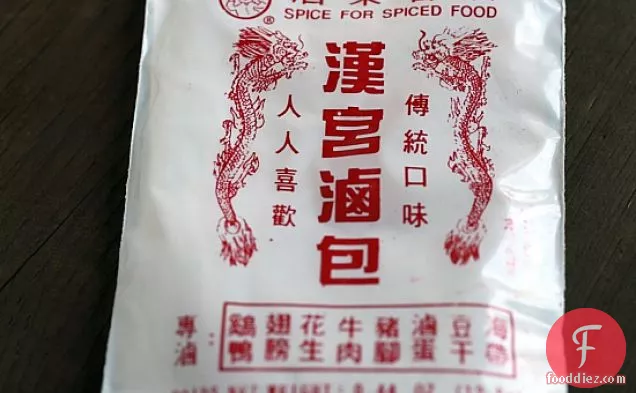 SPICE FOR SPICED FOOD
®
漢宮滷包
傳統口味
人人喜歡
專滷：
海帶
豆干
滷蛋
豬腳
牛肉
花生
翅膀
鷄鴨
f
fooddiez.com